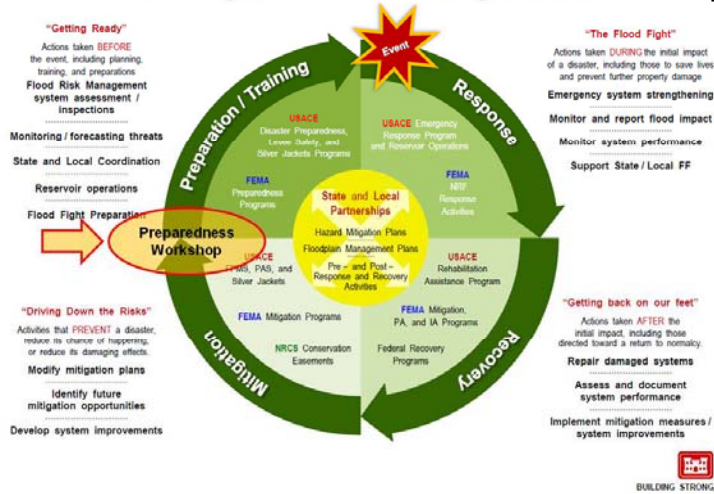 "Getting Ready"
Actions taken BEFORE
the event, including planning,
training, and preparations
Flood Risk Management
system assessment /
inspections
Monitoring / forecasting threats
State and Local Coordination
Reservoir operations
Flood Fight Preparation
Preparedness
Workshop
"Driving Down the Risks"
Activities that PREVENT a disaster,
reduce its chance of happening,
or reduce its damaging effects.
Modify mitigation plans
Identify future
mitigation opportunities
Develop system improvements
Preparation / Training
Event
Response
Recovery
Mitigation
USACE
Disaster Preparedness,
Levee Safety, and
Silver Jackets Programs
FEMA
Preparedness
Programs
USACE Emergency
Response Program
and Reservoir Operations
FEMA
NRF
Response
Activities
State and Local
Partnerships
Hazard Mitigation Plans
Floodplain Management Plans
Pre – and Post –
Response and Recovery
Activities
USACE
PAS, and
Silver Jackets
FEMA Mitigation Programs
NRCS Conservation
Easements
USACE
Rehabilitation
Assistance Program
FEMA Mitigation,
PA, and IA Programs
Federal Recovery
Programs
"The Flood Fight"
Actions taken DURING the initial impact
of a disaster, including those to save lives
and prevent further property damage
Emergency system strengthening
Monitor and report flood impact
Monitor system performance
Support State / Local FF
"Getting back on our feet"
Actions taken AFTER the
initial impact, including those
directed toward a return to normalcy.
Repair damaged systems
Assess and document
system performance
Implement mitigation measures /
system improvements
BUILDING STRONG